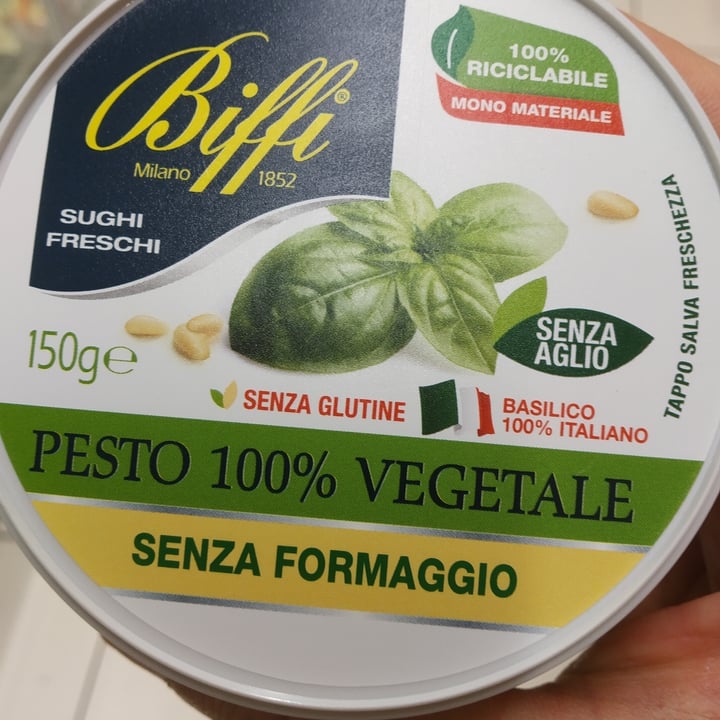 Biffi®
Milano 1852
SUGHI
FRESCHI
100%
RICICLABILE
MONO MATERIALE
TAPPO SALVA FRESCHEZZA
150g℮
SENZA
AGLIO
SENZA GLUTINE
BASILICO
100% ITALIANO
PESTO 100% VEGETALE
SENZA FORMAGGIO